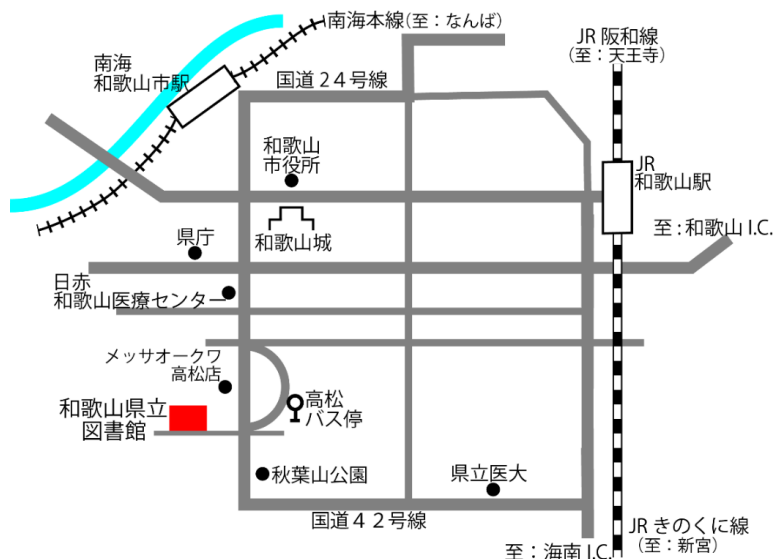 南海本線(至:なんば)
JR 阪和線
(至:天王寺)
南海
和歌山市駅
国道24号線
和歌山
市役所
JR
和歌山駅
和歌山城
県庁
至:和歌山 I.C.
日赤
和歌山医療センター
メッサオークワ
高松店
和歌山県立
図書館
高松
バス停
秋葉山公園
県立医大
国道42号線
JR きのくに線
(至:新宮)
至:海南 I.C.